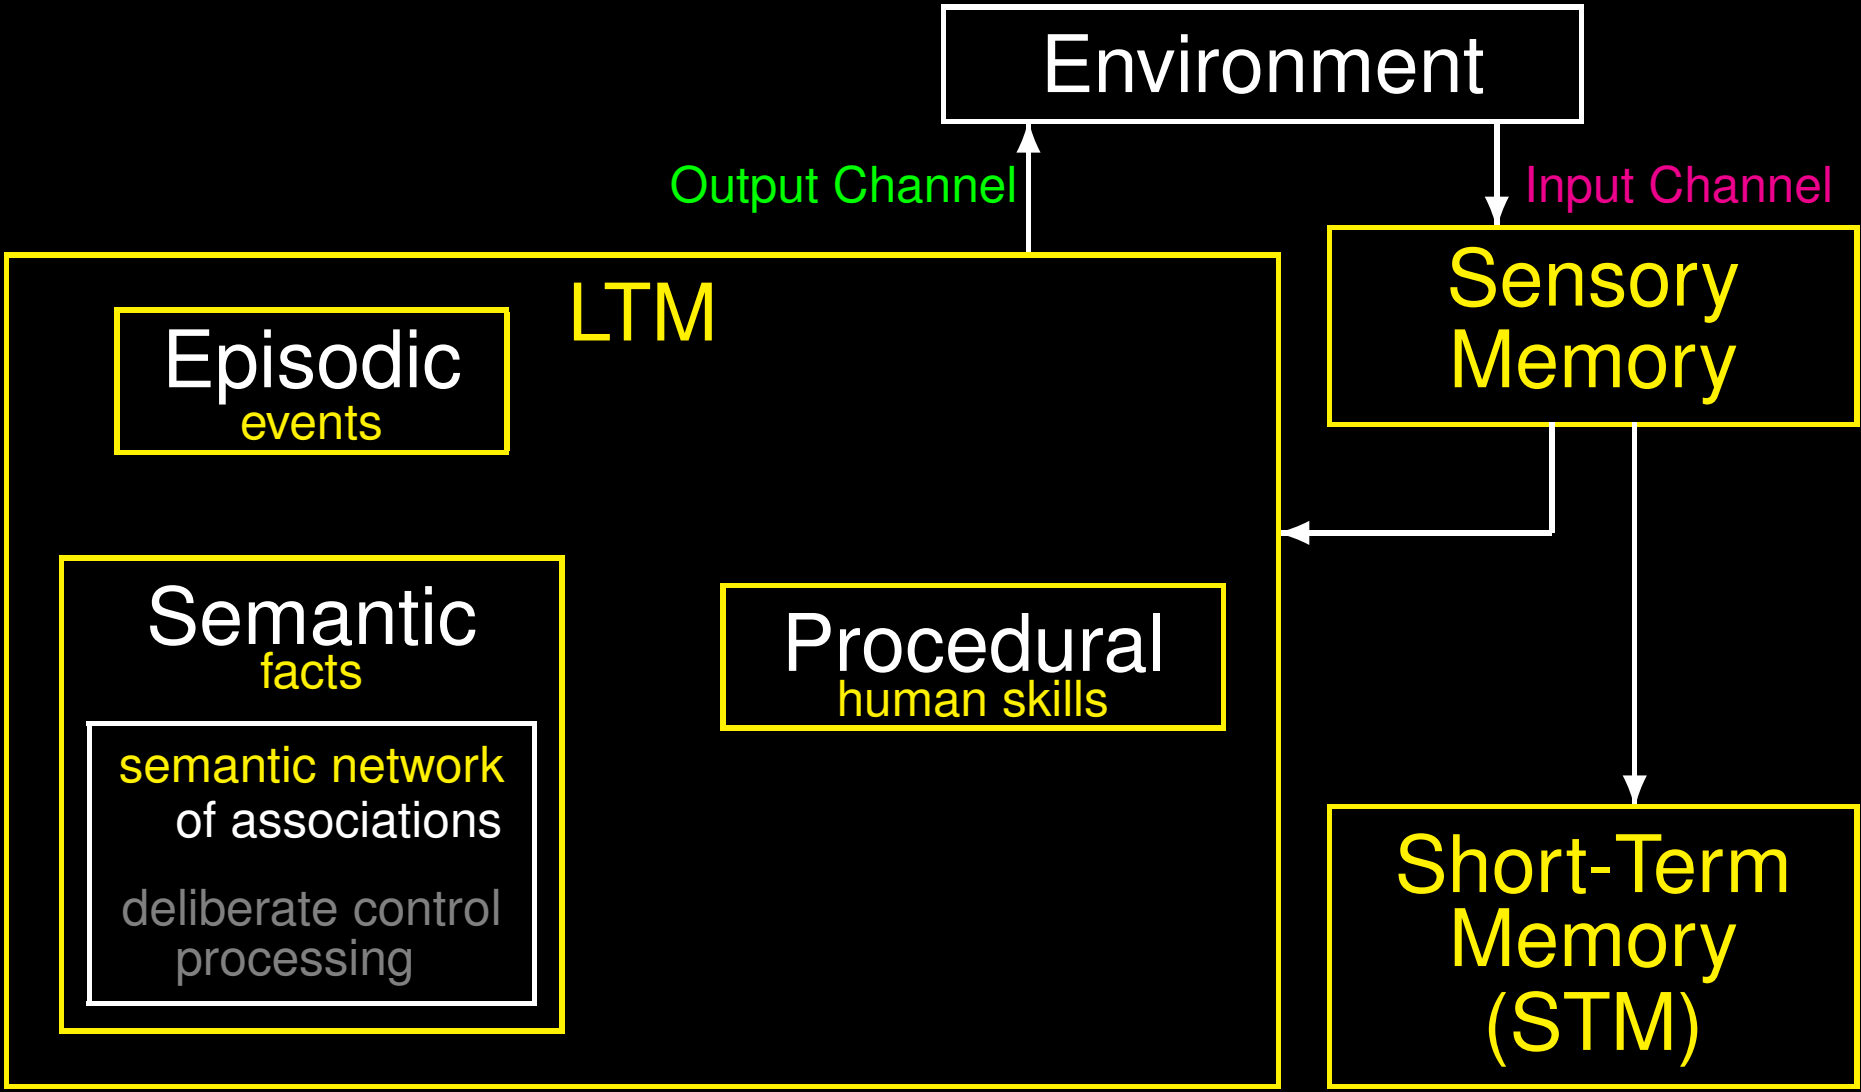 Environment
Output Channel
Input Channel
LTM
Episodic
events
Semantic
facts
semantic network
of associations
deliberate control
processing
Procedural
human skills
Sensory
Memory
Short-Term
Memory
(STM)